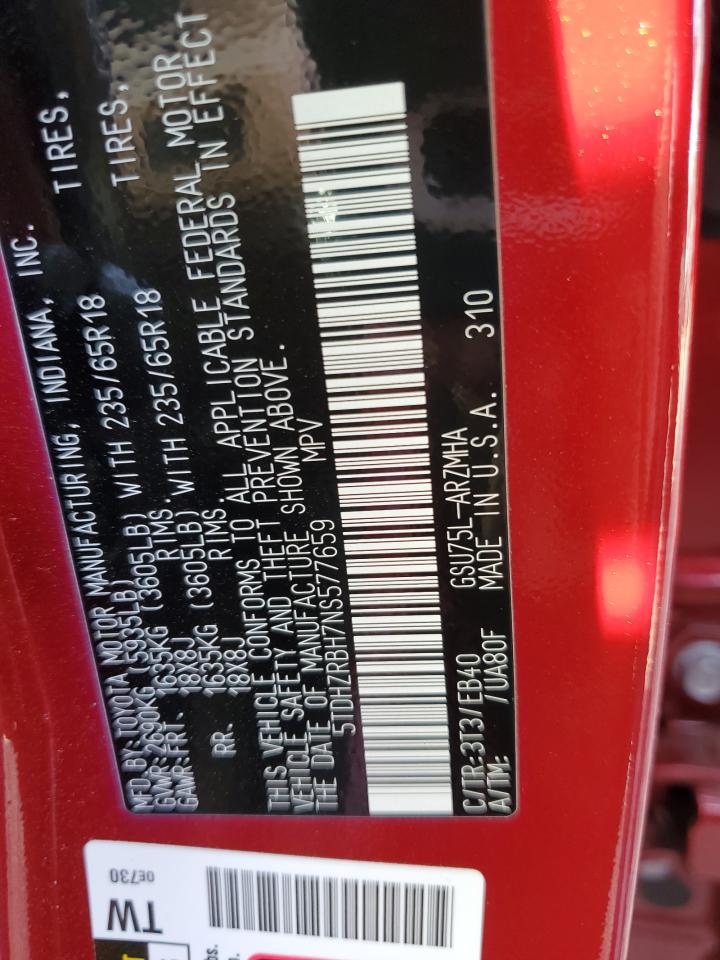 MFD BY: TOYOTA MOTOR MANUFACTURING, INDIANA, INC.
GVWR: 2690KG (5935LB)
GAWR: FRT. 1635KG (3605LB) WITH 235/65R18 TIRES,
18X8J RIMS.
RR. 1635KG (3605LB) WITH 235/65R18 TIRES,
18X8J RIMS.
THIS VEHICLE CONFORMS TO ALL APPLICABLE FEDERAL MOTOR
VEHICLE SAFETY AND THEFT PREVENTION STANDARDS IN EFFECT
THE DATE OF MANUFACTURE SHOWN ABOVE.
5TDHZRBH7NS577659 MPV
C/TR: 3T3/EB40 GSU75L-ARZMHA
A/TM: /UA80F MADE IN U.S.A. 310
TW 0E730